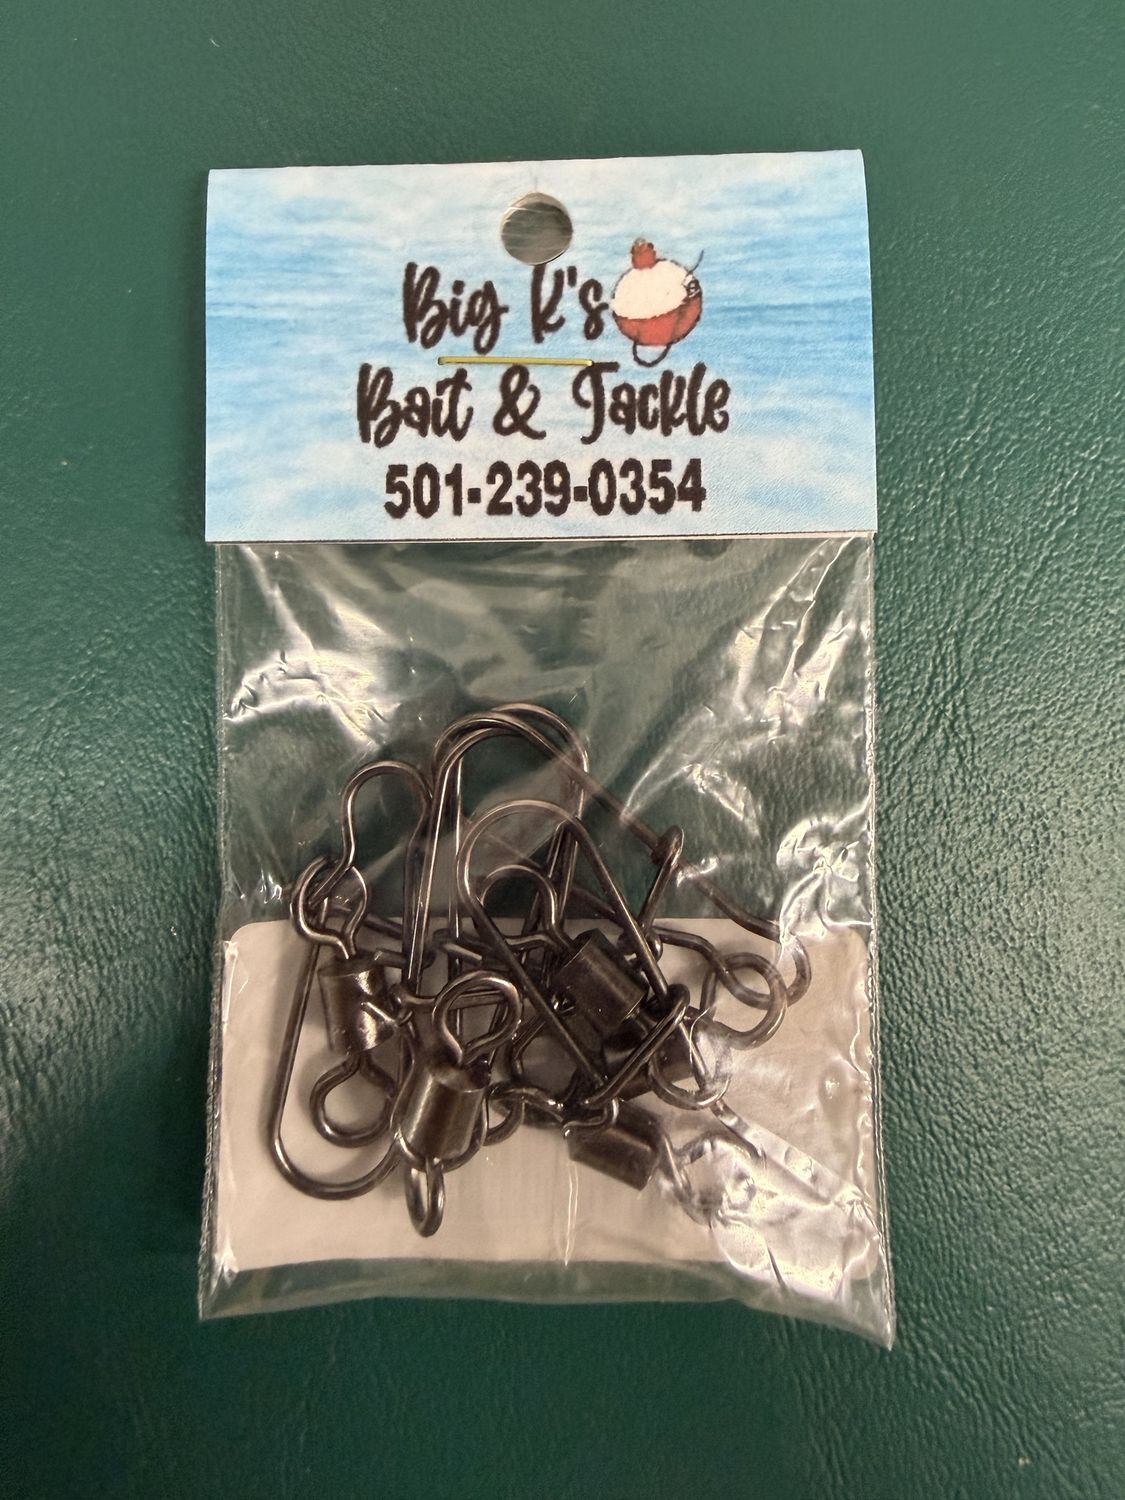 Big K's
Bait & Tackle
501-239-0354